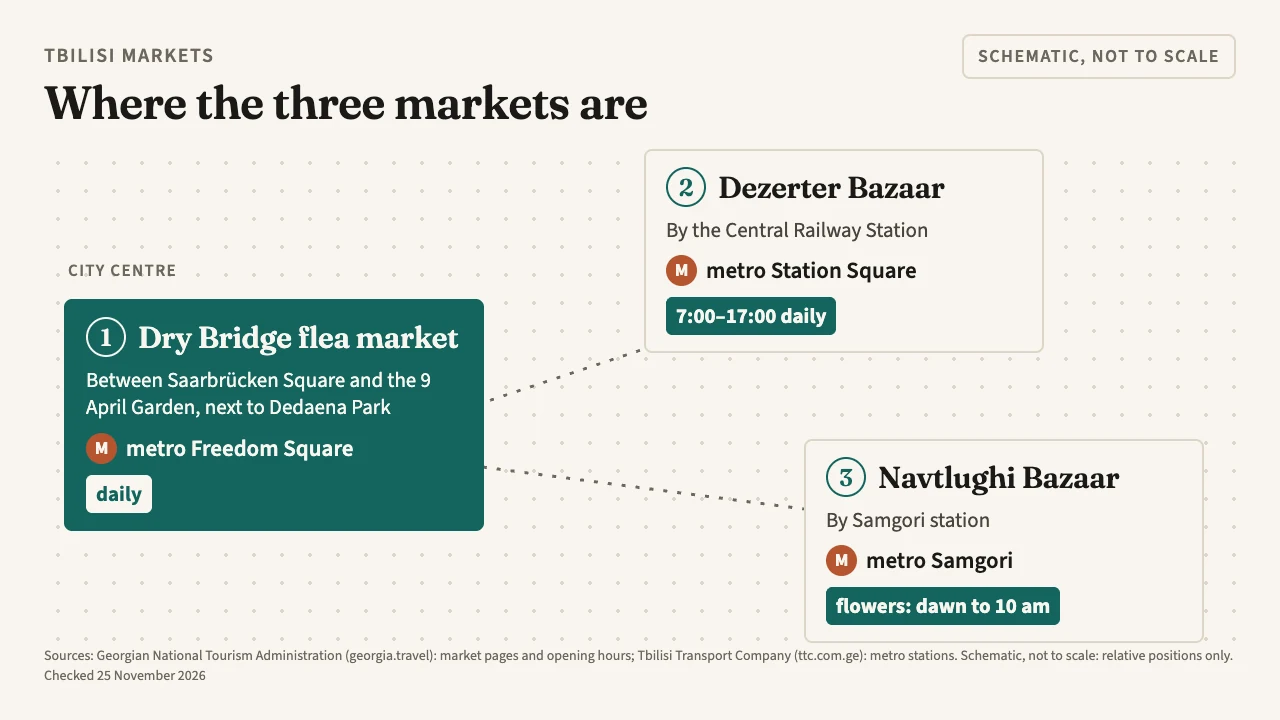 TBILISI MARKETS
SCHEMATIC, NOT TO SCALE
Where the three markets are
CITY CENTRE
1 Dry Bridge flea market
Between Saarbrücken Square and the 9
April Garden, next to Dedaena Park
M metro Freedom Square
daily
2 Dezerter Bazaar
By the Central Railway Station
M metro Station Square
7:00–17:00 daily
3 Navtlughi Bazaar
By Samgori station
M metro Samgori
flowers: dawn to 10 am
Sources: Georgian National Tourism Administration (georgia.travel): market pages and opening hours; Tbilisi Transport Company (ttc.com.ge): metro stations. Schematic, not to scale: relative positions only.
Checked 25 November 2026